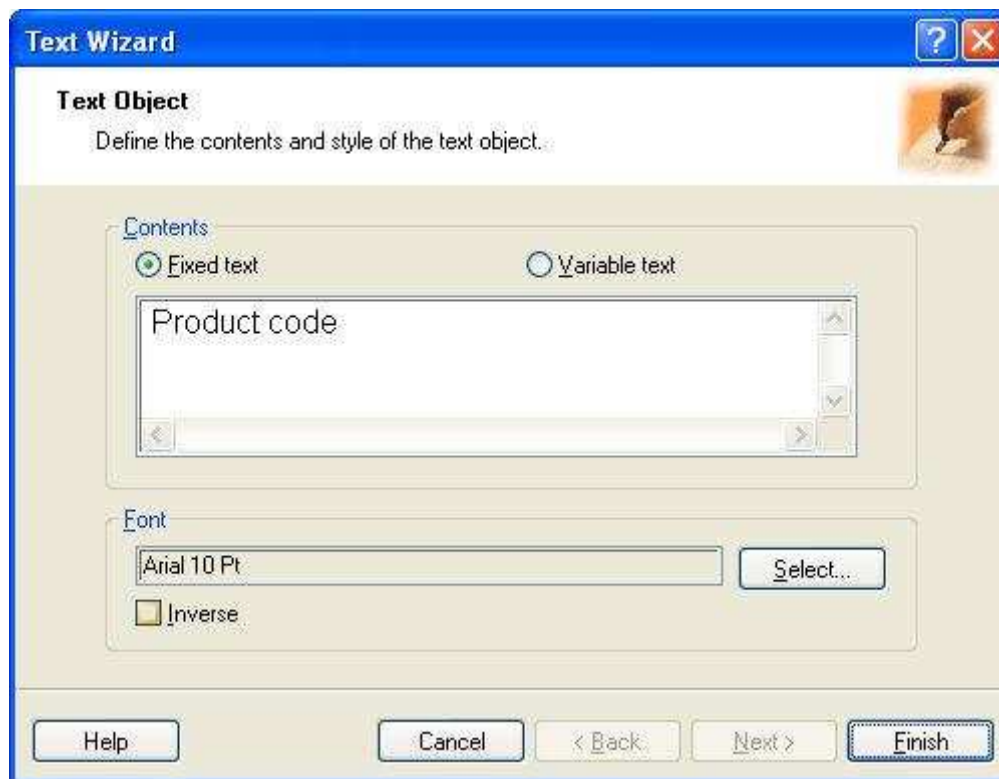 Text Wizard
Text Object
Define the contents and style of the text object.
Contents
Fixed text Variable text
Product code
Font
Arial 10 Pt Select...
Inverse
Help Cancel < Back Next > Finish